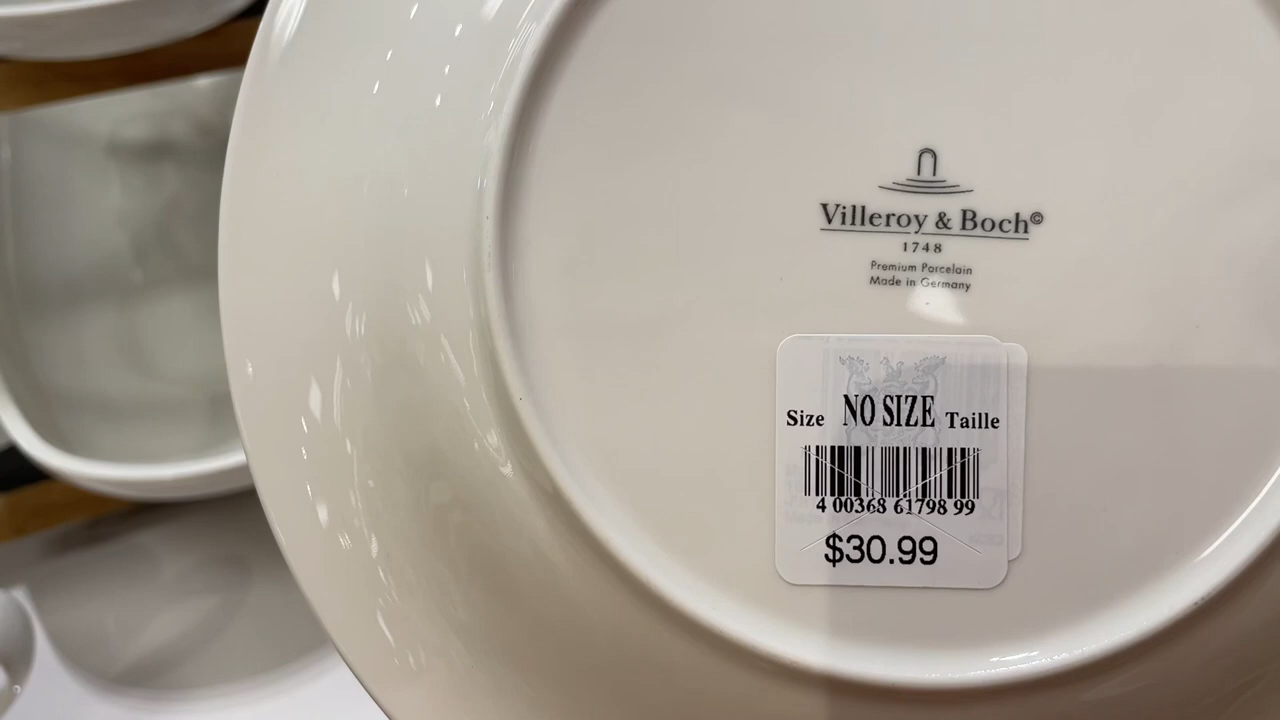 Villeroy & Boch©
1748
Premium Porcelain
Made in Germany
Size NO SIZE Taille
4 00368 61798 99
$30.99